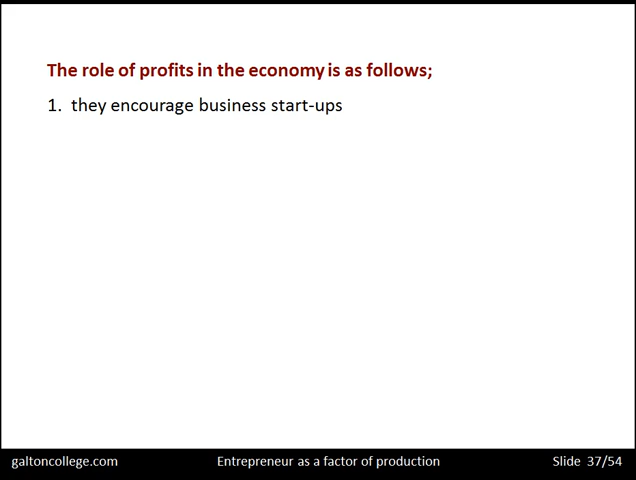 The role of profits in the economy is as follows;
1. they encourage business start-ups
galtoncollege.com
Entrepreneur as a factor of production
Slide 37/54